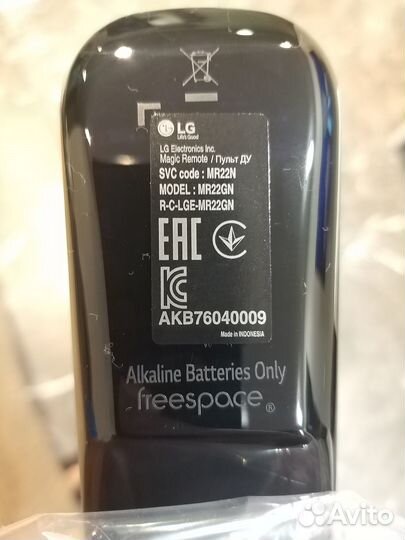 LG
Life's Good
LG Electronics Inc.
Magic Remote / Пульт ДУ
SVC code : MR22N
MODEL : MR22GN
R-C-LGE-MR22GN
EAC
AKB76040009
Made in INDONESIA
Alkaline Batteries Only
freespace®
Avito